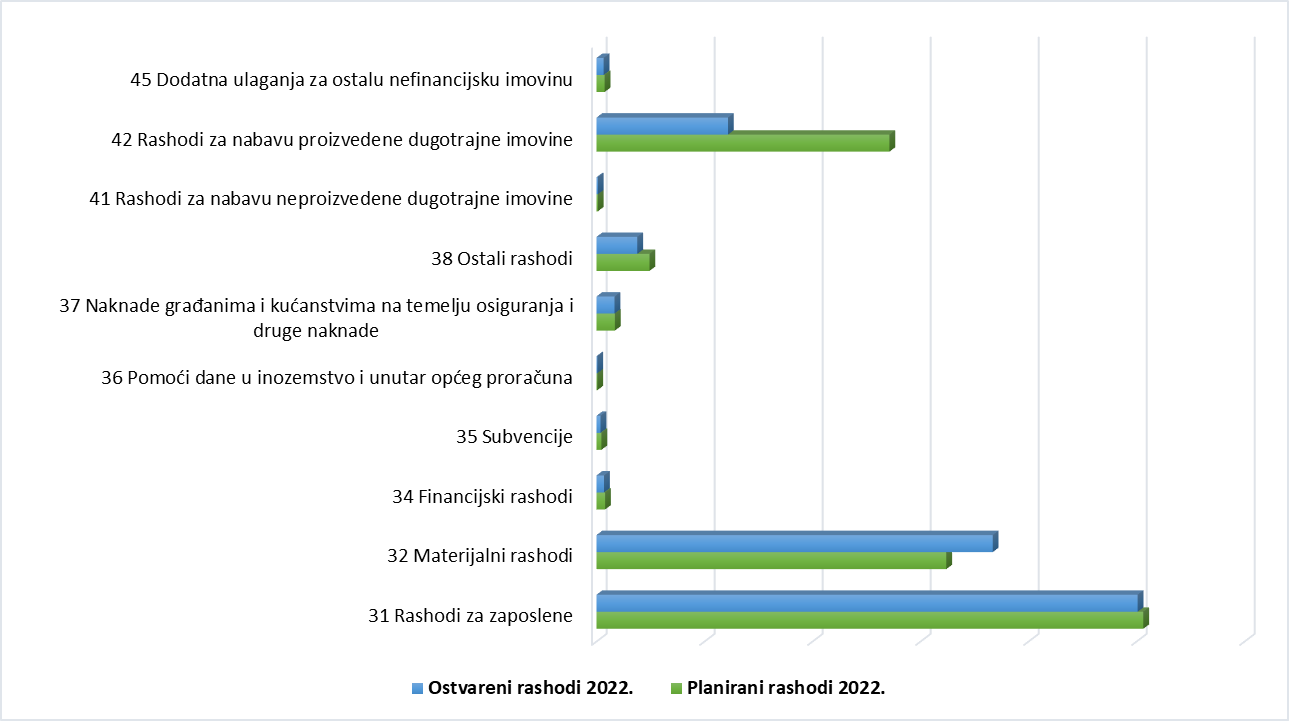 45 Dodatna ulaganja za ostalu nefinancijsku imovinu
42 Rashodi za nabavu proizvedene dugotrajne imovine
41 Rashodi za nabavu neproizvedene dugotrajne imovine
38 Ostali rashodi
37 Naknade građanima i kućanstvima na temelju osiguranja i
druge naknade
36 Pomoći dane u inozemstvo i unutar općeg proračuna
35 Subvencije
34 Financijski rashodi
32 Materijalni rashodi
31 Rashodi za zaposlene
Ostvareni rashodi 2022. Planirani rashodi 2022.